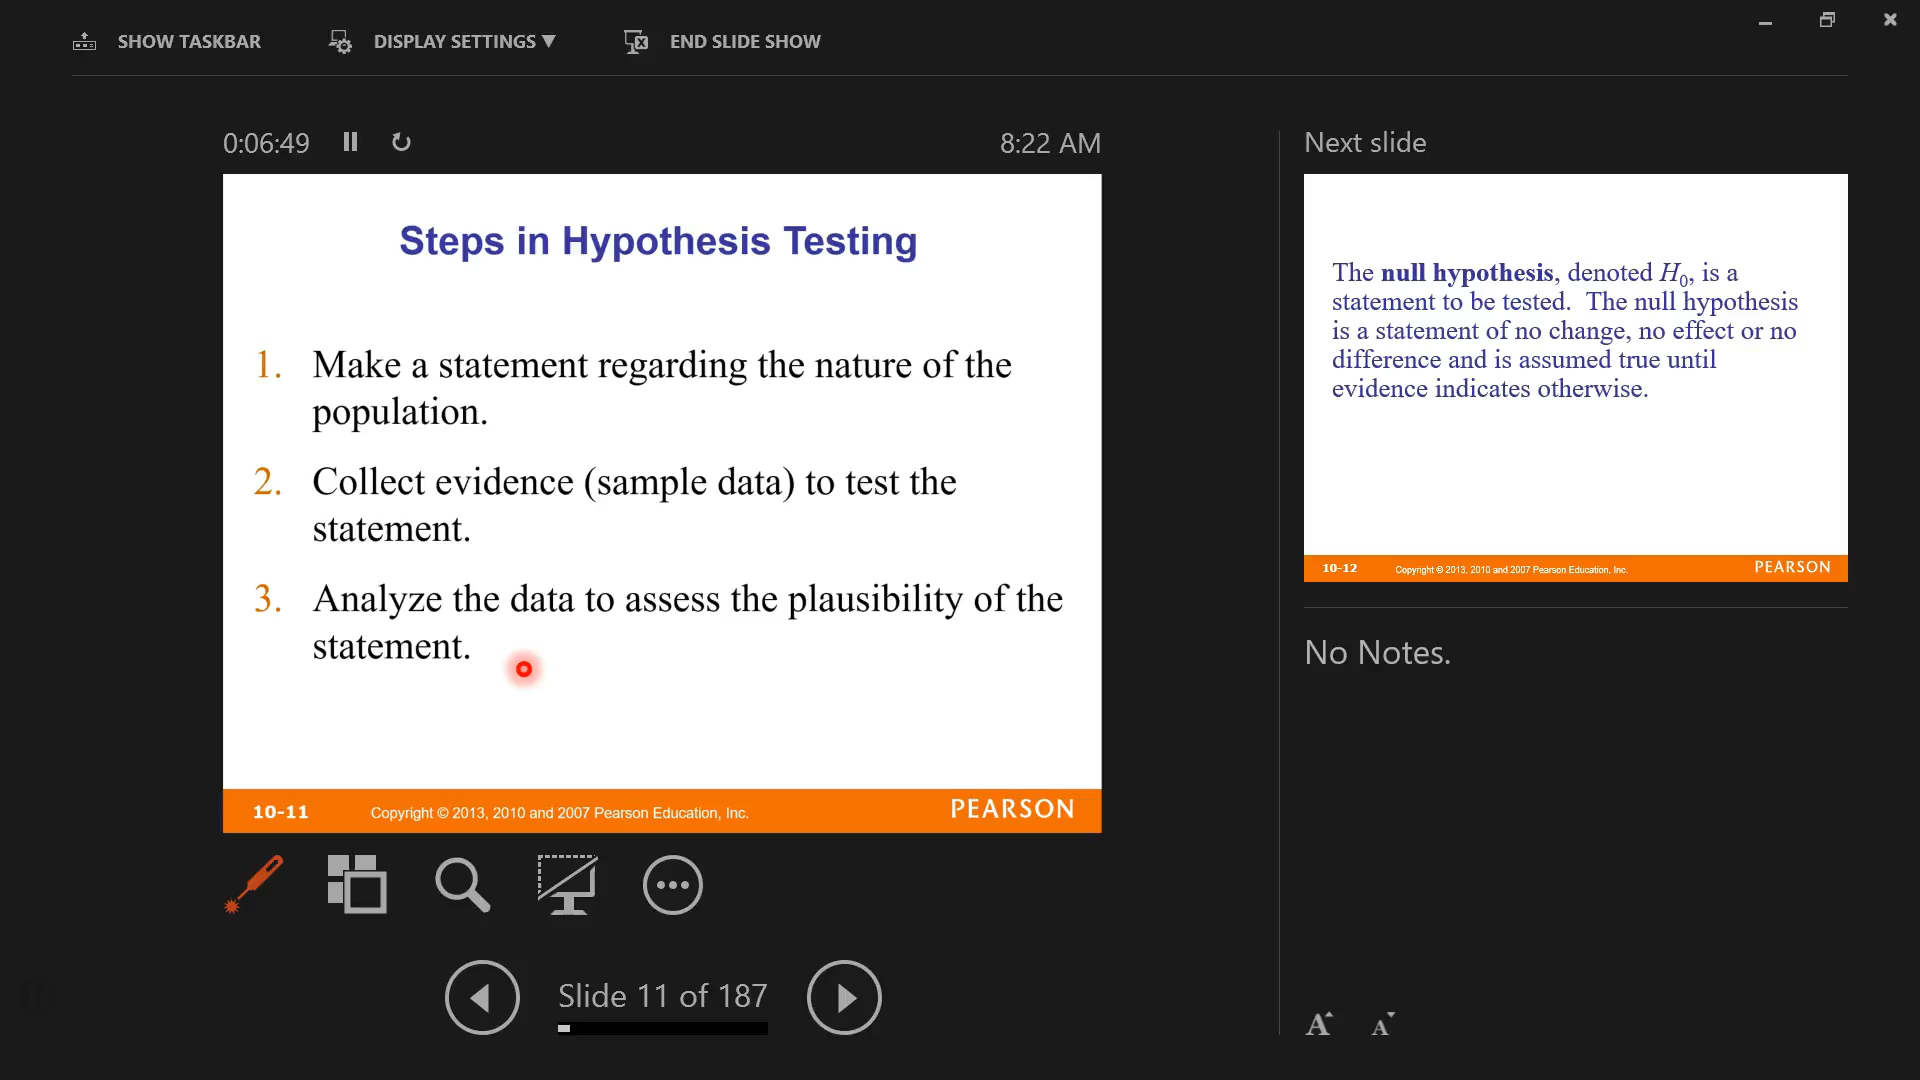 SHOW TASKBAR
DISPLAY SETTINGS ▼
END SLIDE SHOW
0:06:49
8:22 AM
Steps in Hypothesis Testing
1. Make a statement regarding the nature of the
population.
2. Collect evidence (sample data) to test the
statement.
3. Analyze the data to assess the plausibility of the
statement.
10-11
Copyright © 2013, 2010 and 2007 Pearson Education, Inc.
PEARSON
Slide 11 of 187
Next slide
The null hypothesis, denoted H₀, is a
statement to be tested. The null hypothesis
is a statement of no change, no effect or no
difference and is assumed true until
evidence indicates otherwise.
10-12
Copyright © 2013, 2010 and 2007 Pearson Education, Inc.
PEARSON
No Notes.
A A